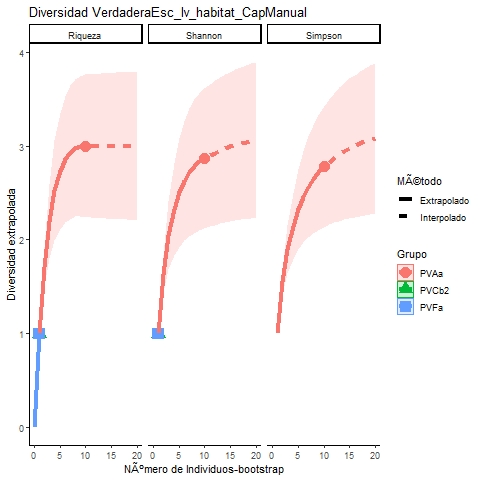 Diversidad VerdaderaEsc_lv_habitat_CapManual
Riqueza
Shannon
Simpson
4
3
2
1
0
Diversidad extrapolada
0 5 10 15 20
0 5 10 15 20
0 5 10 15 20
NÃºmero de Individuos-bootstrap
MÃ©todo
Extrapolado
Interpolado
Grupo
PVAa
PVCb2
PVFa